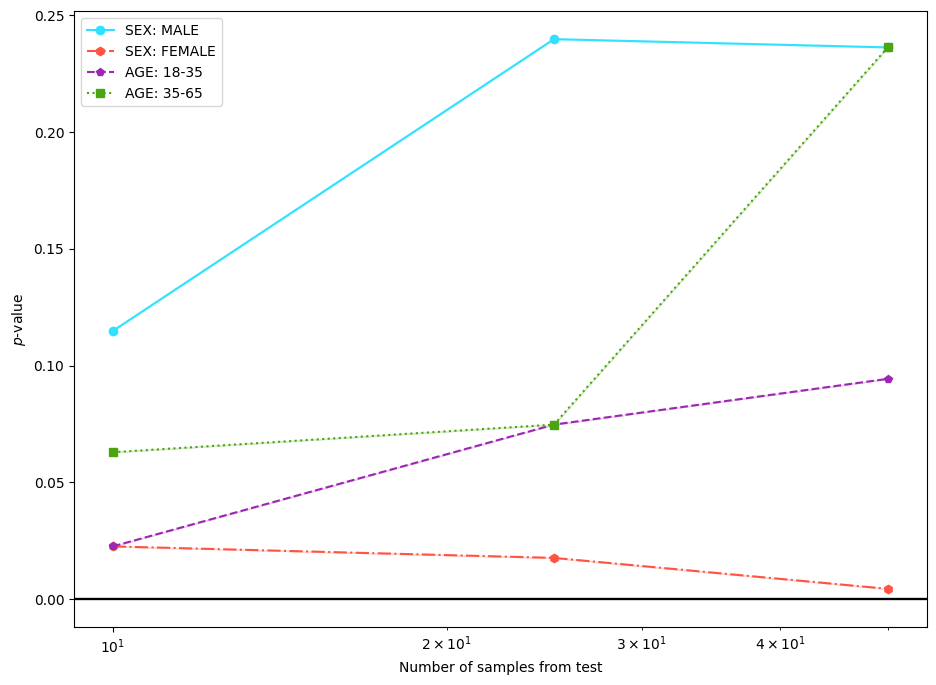 SEX: MALE
SEX: FEMALE
AGE: 18-35
AGE: 35-65
0.25
0.20
0.15
0.10
0.05
0.00
p-value
10¹
2 × 10¹
3 × 10¹
4 × 10¹
Number of samples from test